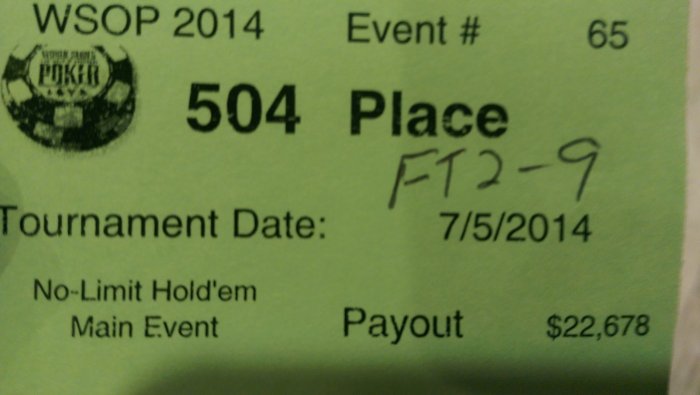 WSOP 2014 Event # 65
POKER
504 Place
FT2-9
Tournament Date: 7/5/2014
No-Limit Hold'em
Main Event Payout $22,678